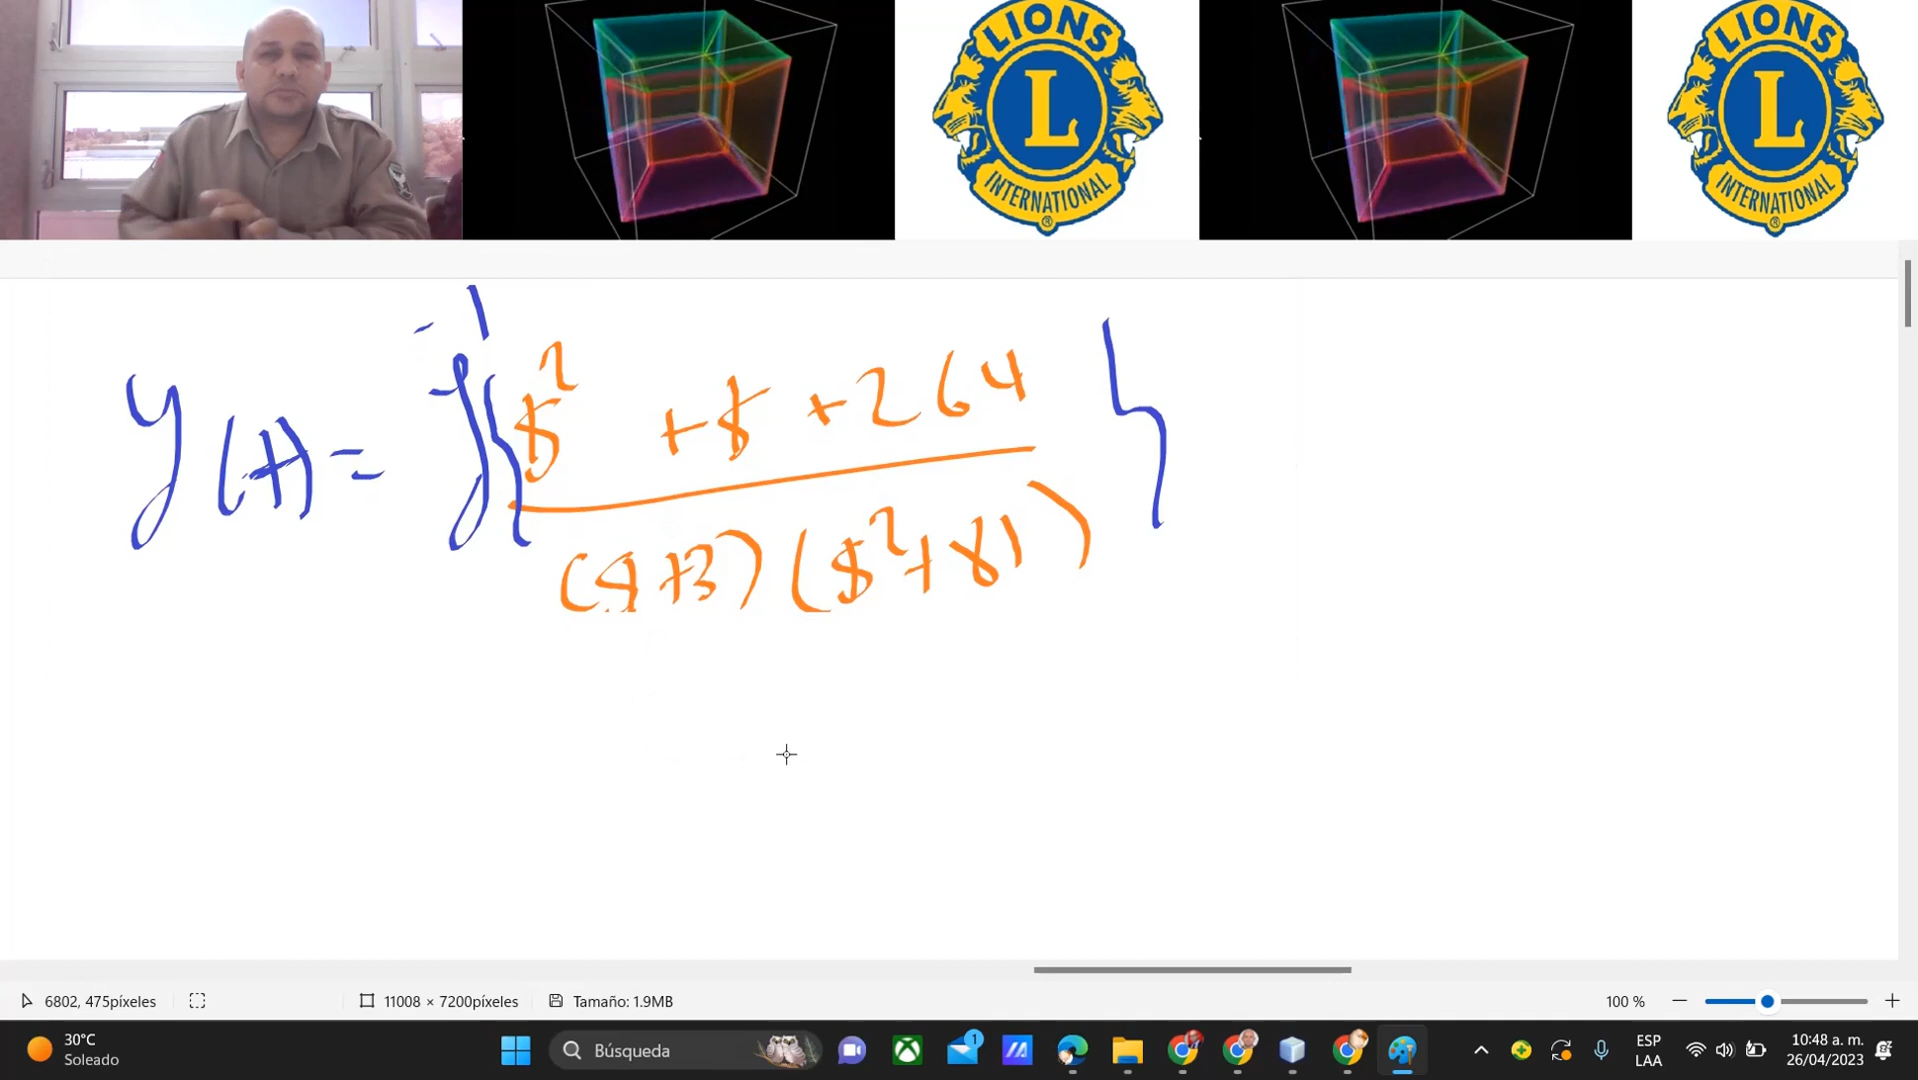 LIONS
L
INTERNATIONAL
®
LIONS
L
INTERNATIONAL
®
y(t) = ℒ⁻¹{ s² + s + 264
(s+3)(s²+81) }
6802, 475píxeles
11008 × 7200píxeles
Tamaño: 1.9MB
100 %
30°C
Soleado
Búsqueda
1
ESP
LAA
10:48 a. m.
26/04/2023